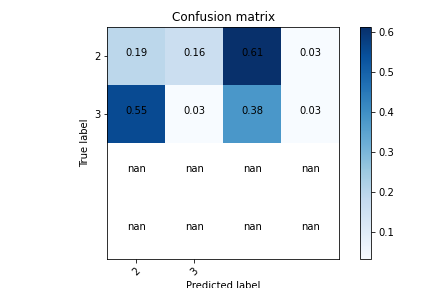 Confusion matrix
2 0.19 0.16 0.61 0.03
3 0.55 0.03 0.38 0.03
nan nan nan nan
nan nan nan nan
2 3
True label
Predicted label
0.6
0.5
0.4
0.3
0.2
0.1